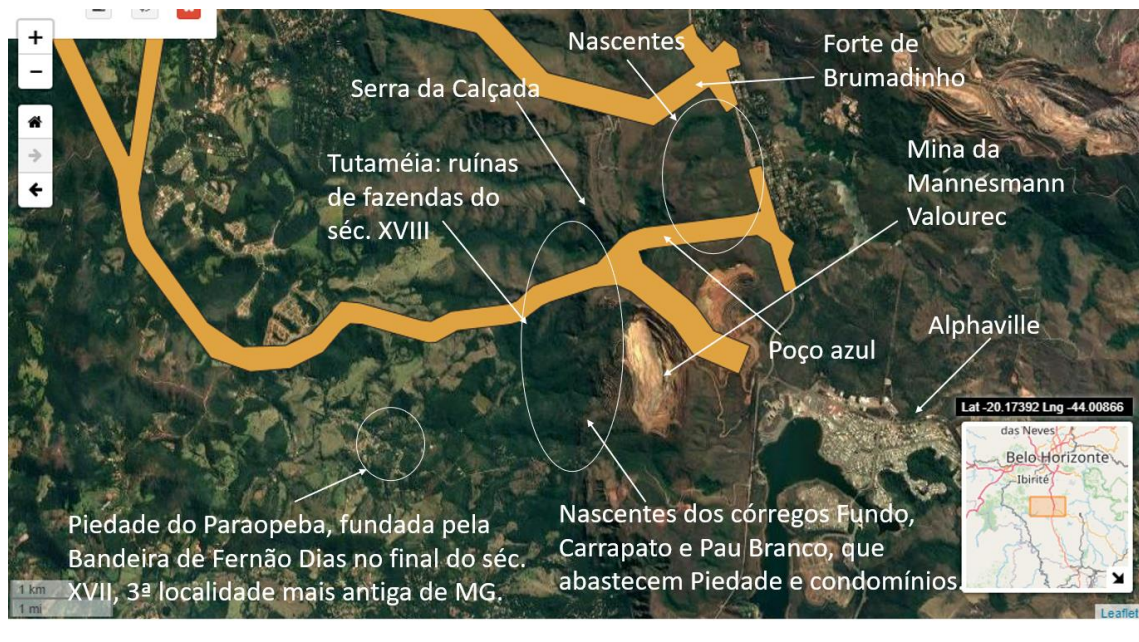 +
−
Nascentes
Forte de
Brumadinho
Serra da Calçada
Tutaméia: ruínas
de fazendas do
séc. XVIII
Mina da
Mannesmann
Valourec
Poço azul
Alphaville
Lat -20.17392 Lng -44.00866
das Neves
Belo Horizonte
Ibirité
Piedade do Paraopeba, fundada pela
Bandeira de Fernão Dias no final do séc.
XVII, 3ª localidade mais antiga de MG.
Nascentes dos córregos Fundo,
Carrapato e Pau Branco, que
abastecem Piedade e condomínios.
1 km
1 mi
Leaflet